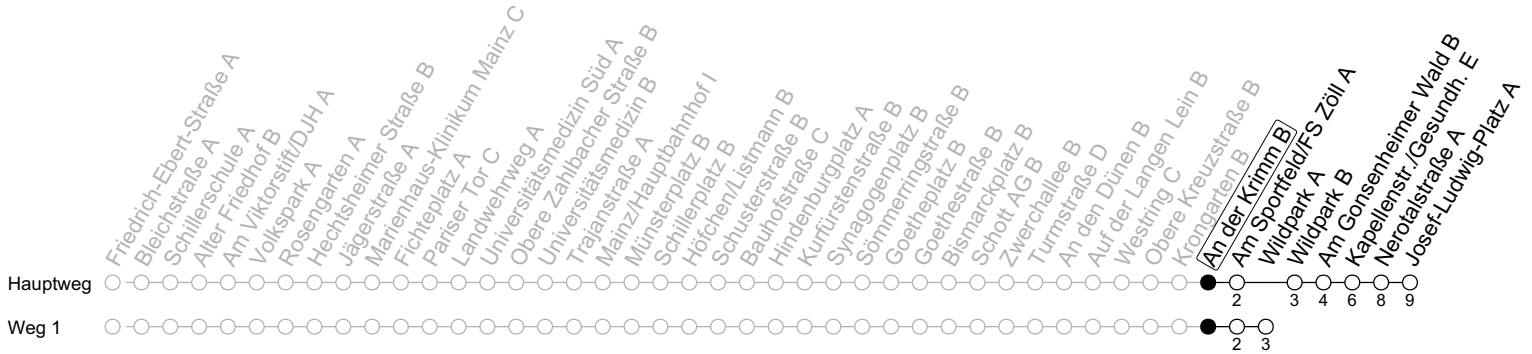 Friedrich-Ebert-Straße A
Bleichstraße A
Schillerschule A
Alter Friedhof B
Am Viktorstift/DJH A
Volkspark A
Rosengarten A
Hechtsheimer Straße B
Jägerstraße A
Marienhaus-Klinikum Mainz C
Fichteplatz A
Pariser Tor C
Landwehrweg A
Universitätsmedizin Süd A
Obere Zahlbacher Straße B
Universitätsmedizin B
Trajanstraße A
Mainz/Hauptbahnhof I
Münsterplatz B
Schillerplatz B
Höfchen/Listmann B
Schusterstraße B
Bauhofstraße C
Hindenburgplatz A
Kurfürstenstraße B
Synagogenplatz B
Sömmerringstraße B
Goetheplatz B
Goethestraße B
Bismarckplatz B
Schott AG B
Zwerchallee B
Turmstraße D
An den Dünen B
Auf der Langen Lein B
Westring C
Obere Kreuzstraße B
Krongarten B
An der Krimm B
Am Sportfeld/FS Zöll A
Wildpark A
Wildpark B
Am Gonsenheimer Wald B
Kapellenstr./Gesundh. E
Nerotalstraße A
Josef-Ludwig-Platz A
Hauptweg
2 3 4 6 8 9
Weg 1
2 3